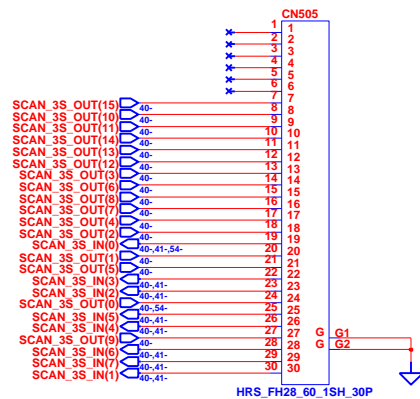 CN505
1 1
2 2
3 3
4 4
5 5
6 6
SCAN_3S_OUT(15) 40- 7 7
SCAN_3S_OUT(10) 40- 8 8
SCAN_3S_OUT(11) 40- 9 9
SCAN_3S_OUT(14) 40- 10 10
SCAN_3S_OUT(13) 40- 11 11
SCAN_3S_OUT(12) 40- 12 12
SCAN_3S_OUT(3) 40- 13 13
SCAN_3S_OUT(6) 40- 14 14
SCAN_3S_OUT(8) 40- 15 15
SCAN_3S_OUT(7) 40- 16 16
SCAN_3S_OUT(4) 40- 17 17
SCAN_3S_OUT(2) 40- 18 18
SCAN_3S_IN(0) 40-,41-,54- 19 19
SCAN_3S_OUT(1) 40- 20 20
SCAN_3S_OUT(5) 40- 21 21
SCAN_3S_IN(3) 40-,41- 22 22
SCAN_3S_IN(2) 40-,41- 23 23
SCAN_3S_OUT(0) 40-,54- 24 24
SCAN_3S_IN(5) 40-,41- 25 25
SCAN_3S_IN(4) 40-,41- 26 26
SCAN_3S_OUT(9) 40- 27 27 G G1
SCAN_3S_IN(6) 40-,41- 28 28 G G2
SCAN_3S_IN(7) 40-,41- 29 29
SCAN_3S_IN(1) 40-,41- 30 30
HRS_FH28_60_1SH_30P